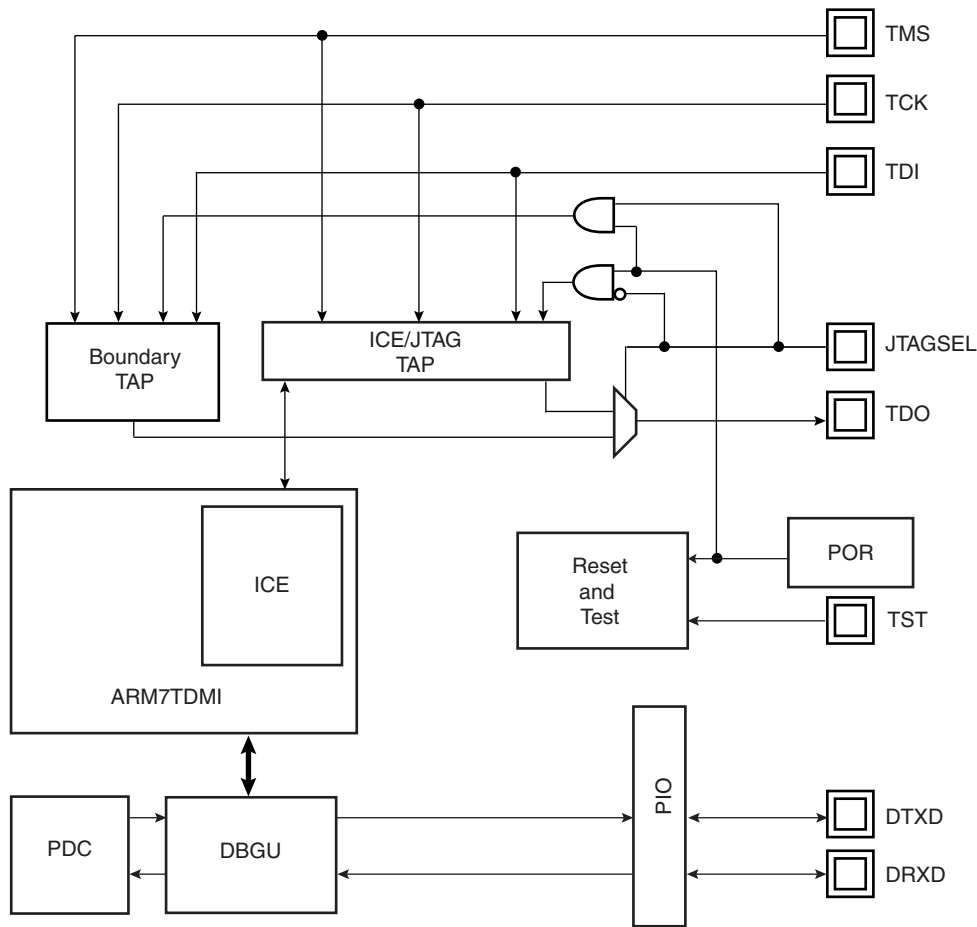 TMS
TCK
TDI
Boundary
TAP
ICE/JTAG
TAP
JTAGSEL
TDO
ICE
ARM7TDMI
Reset
and
Test
POR
TST
PIO
PDC
DBGU
DTXD
DRXD